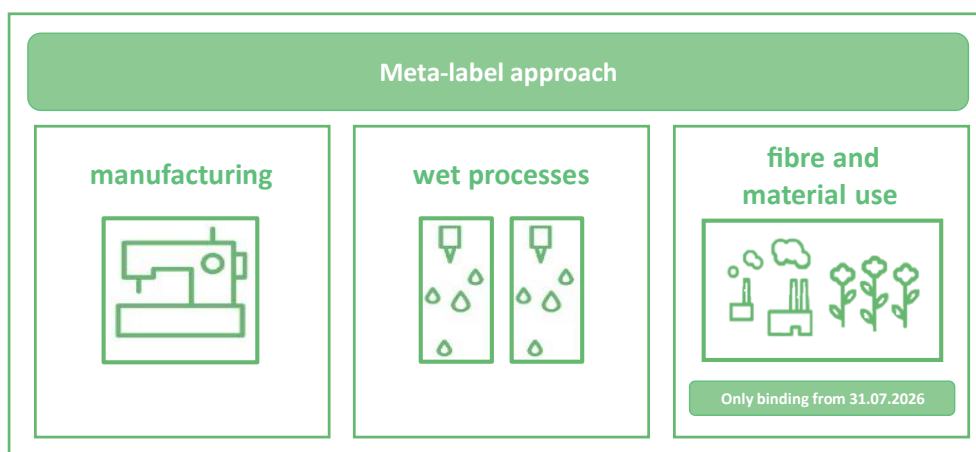 Meta-label approach
manufacturing
wet processes
fibre and
material use
Only binding from 31.07.2026